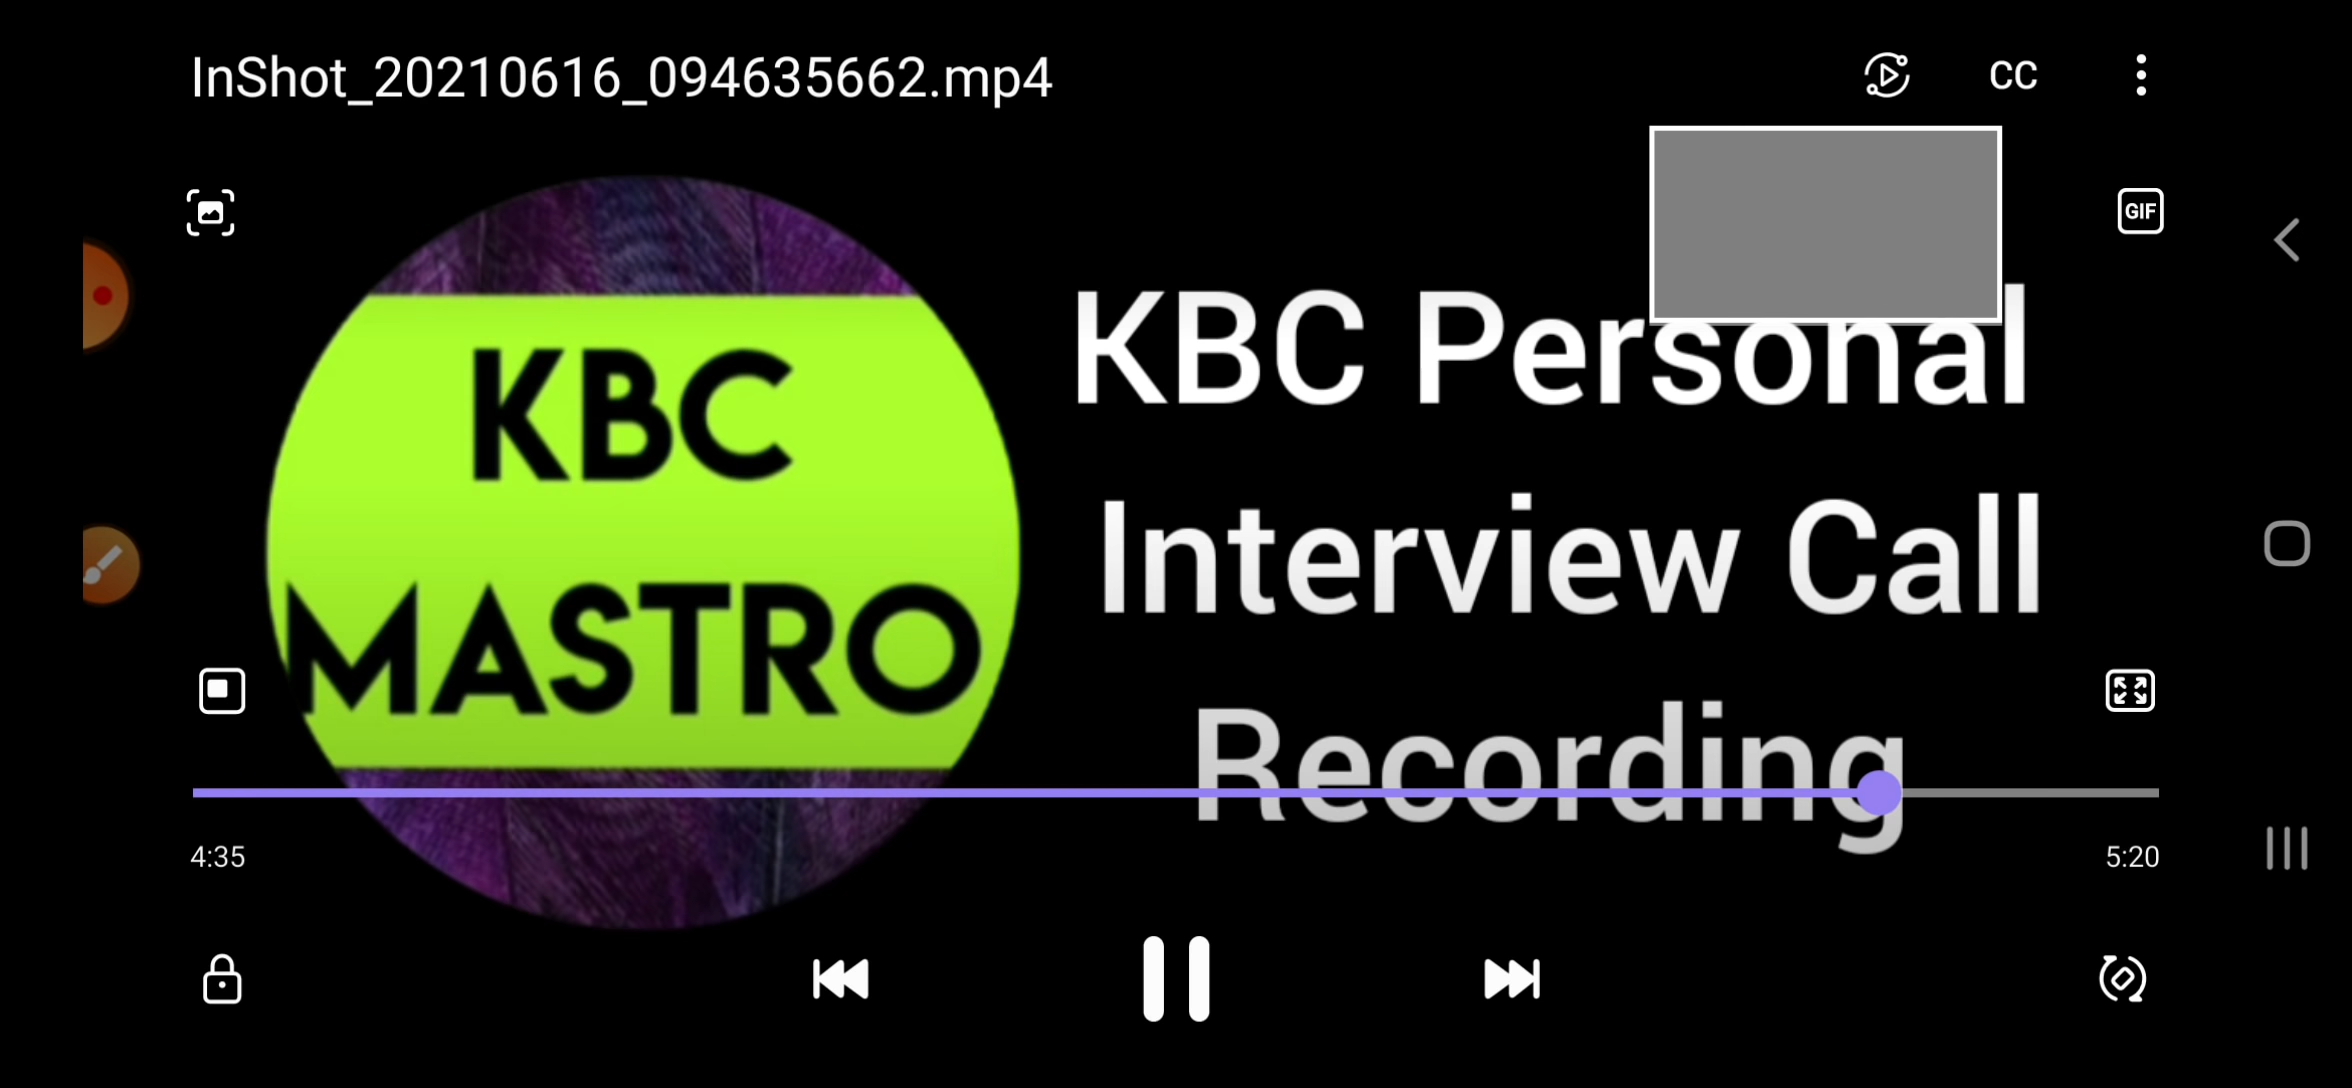 InShot_20210616_094635662.mp4
CC
GIF
KBC
MASTRO
KBC Personal
Interview Call
Recording
4:35
5:20